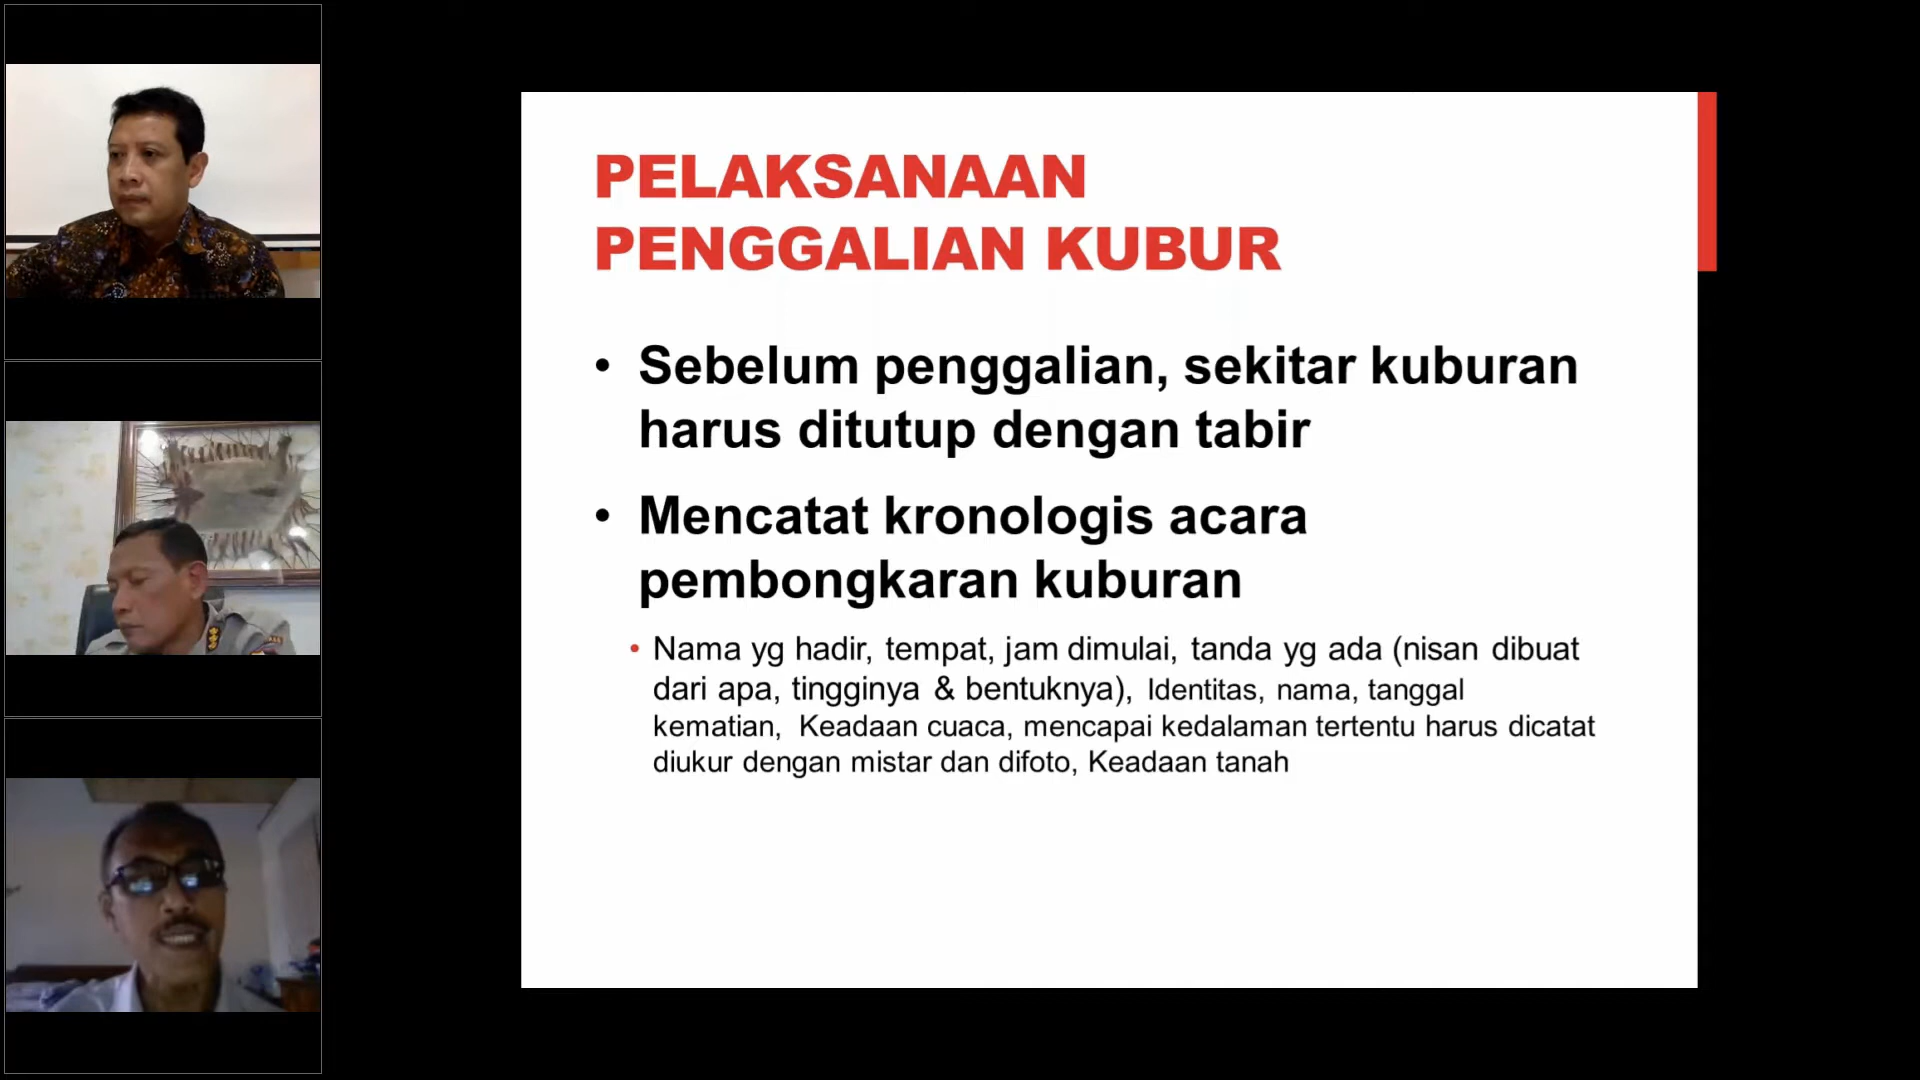 PELAKSANAAN
PENGGALIAN KUBUR
• Sebelum penggalian, sekitar kuburan
harus ditutup dengan tabir
• Mencatat kronologis acara
pembongkaran kuburan
• Nama yg hadir, tempat, jam dimulai, tanda yg ada (nisan dibuat
dari apa, tingginya & bentuknya), Identitas, nama, tanggal
kematian, Keadaan cuaca, mencapai kedalaman tertentu harus dicatat
diukur dengan mistar dan difoto, Keadaan tanah